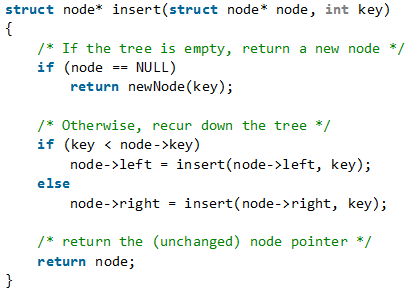 struct node* insert(struct node* node, int key)
{
    /* If the tree is empty, return a new node */
    if (node == NULL)
        return newNode(key);

    /* Otherwise, recur down the tree */
    if (key < node->key)
        node->left = insert(node->left, key);
    else
        node->right = insert(node->right, key);

    /* return the (unchanged) node pointer */
    return node;
}